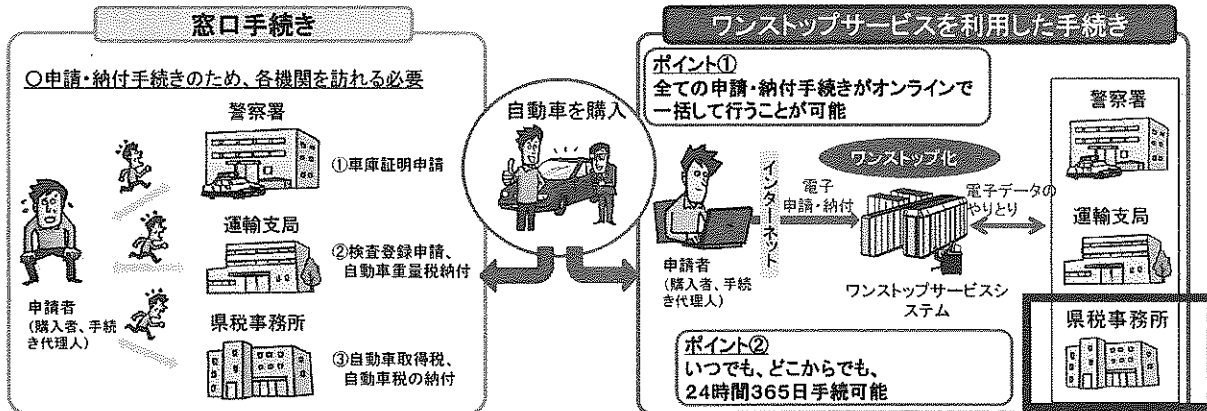 窓口手続き
○申請・納付手続きのため、各機関を訪れる必要
警察署
①車庫証明申請
運輸支局
②検査登録申請、
自動車重量税納付
申請者
(購入者、手続
き代理人)
県税事務所
③自動車取得税、
自動車税の納付
自動車を購入
ワンストップサービスを利用した手続き
ポイント①
全ての申請・納付手続きがオンラインで
一括して行うことが可能
ワンストップ化
インターネット
電子
申請・納付
電子データの
やりとり
申請者
(購入者、手続
き代理人)
ワンストップサービスシ
ステム
ポイント②
いつでも、どこからでも、
24時間365日手続可能
警察署
運輸支局
県税事務所